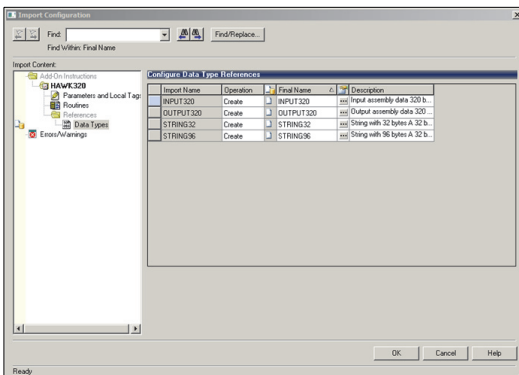 Import Configuration
Find:
Find/Replace...
Find Within: Final Name
Import Content:
Add-On Instructions
HAWK320
Parameters and Local Tags
Routines
References
Data Types
Errors/Warnings
Configure Data Type References
Import Name Operation Final Name Description
INPUT320 Create INPUT320 Input assembly data 320 b...
OUTPUT320 Create OUTPUT320 Output assembly data 320 ...
STRING32 Create STRING32 String with 32 bytes A 32 b...
STRING96 Create STRING96 String with 96 bytes A 32 b...
OK Cancel Help
Ready